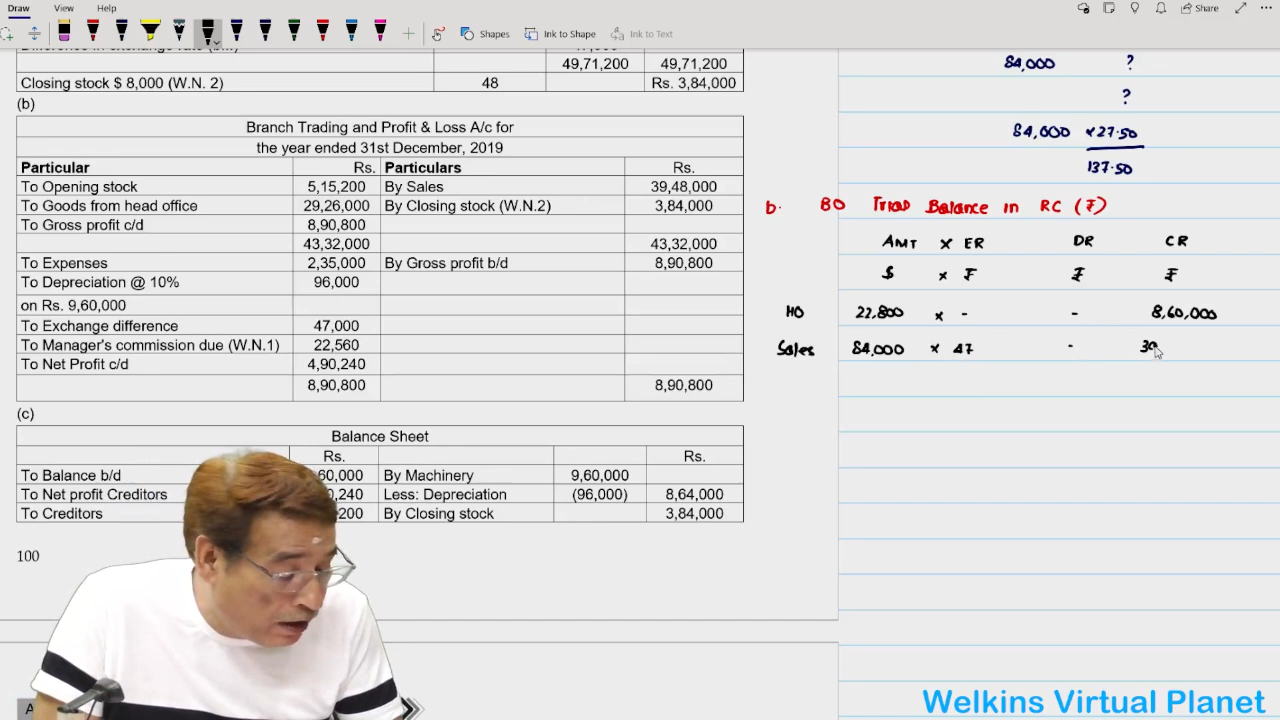 Draw View Help Share
Shapes Ink to Shape Ink to Text
49,71,200 49,71,200
Closing stock $ 8,000 (W.N. 2) 48 Rs. 3,84,000
(b)
Branch Trading and Profit & Loss A/c for
the year ended 31st December, 2019
Particular Rs. Particulars Rs.
To Opening stock 5,15,200 By Sales 39,48,000
To Goods from head office 29,26,000 By Closing stock (W.N.2) 3,84,000
To Gross profit c/d 8,90,800
43,32,000 43,32,000
To Expenses 2,35,000 By Gross profit b/d 8,90,800
To Depreciation @ 10% 96,000
on Rs. 9,60,000
To Exchange difference 47,000
To Manager's commission due (W.N.1) 22,560
To Net Profit c/d 4,90,240
8,90,800 8,90,800
(c)
Balance Sheet
Rs. Rs.
To Balance b/d 60,000 By Machinery 9,60,000
To Net profit Creditors 240 Less: Depreciation (96,000) 8,64,000
To Creditors 200 By Closing stock 3,84,000
100
84,000 ?
?
84,000 × 27.50
137.50
b. BO Trial Balance in RC (₹)
AMT × ER DR CR
$ × ₹ ₹ ₹
HO 22,800 × - - 8,60,000
Sales 84,000 × 47 - 39
Welkins Virtual Planet